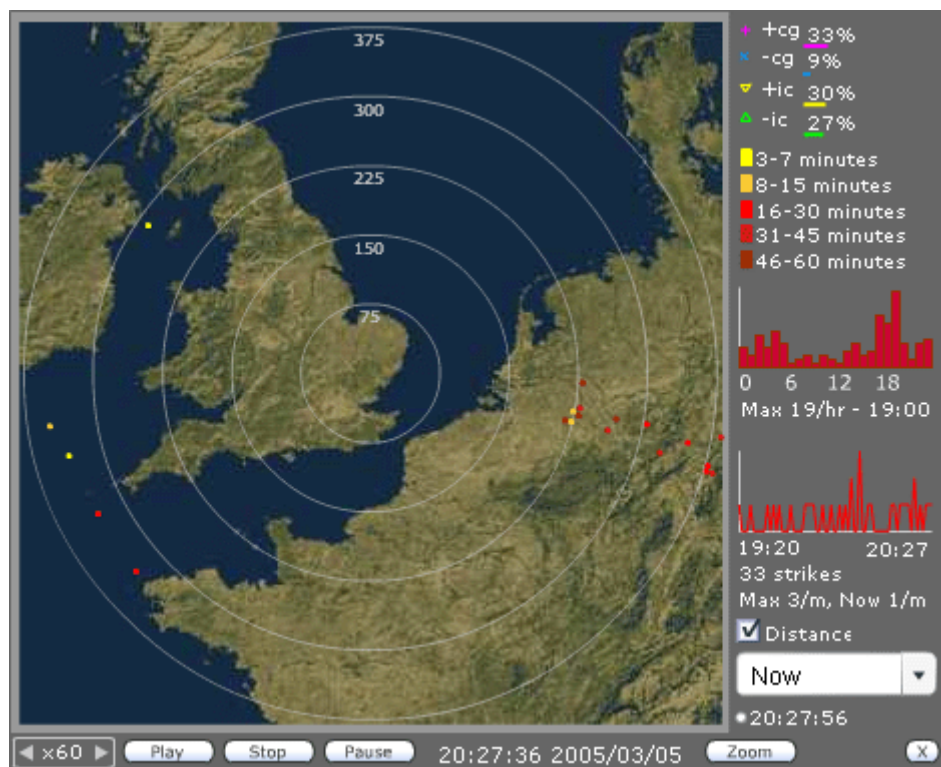 375
300
225
150
75
+cg 33%
-cg 9%
+ic 30%
-ic 27%
3-7 minutes
8-15 minutes
16-30 minutes
31-45 minutes
46-60 minutes
0 6 12 18
Max 19/hr - 19:00
19:20 20:27
33 strikes
Max 3/m, Now 1/m
Distance
Now
20:27:56
x60 Play Stop Pause 20:27:36 2005/03/05 Zoom X